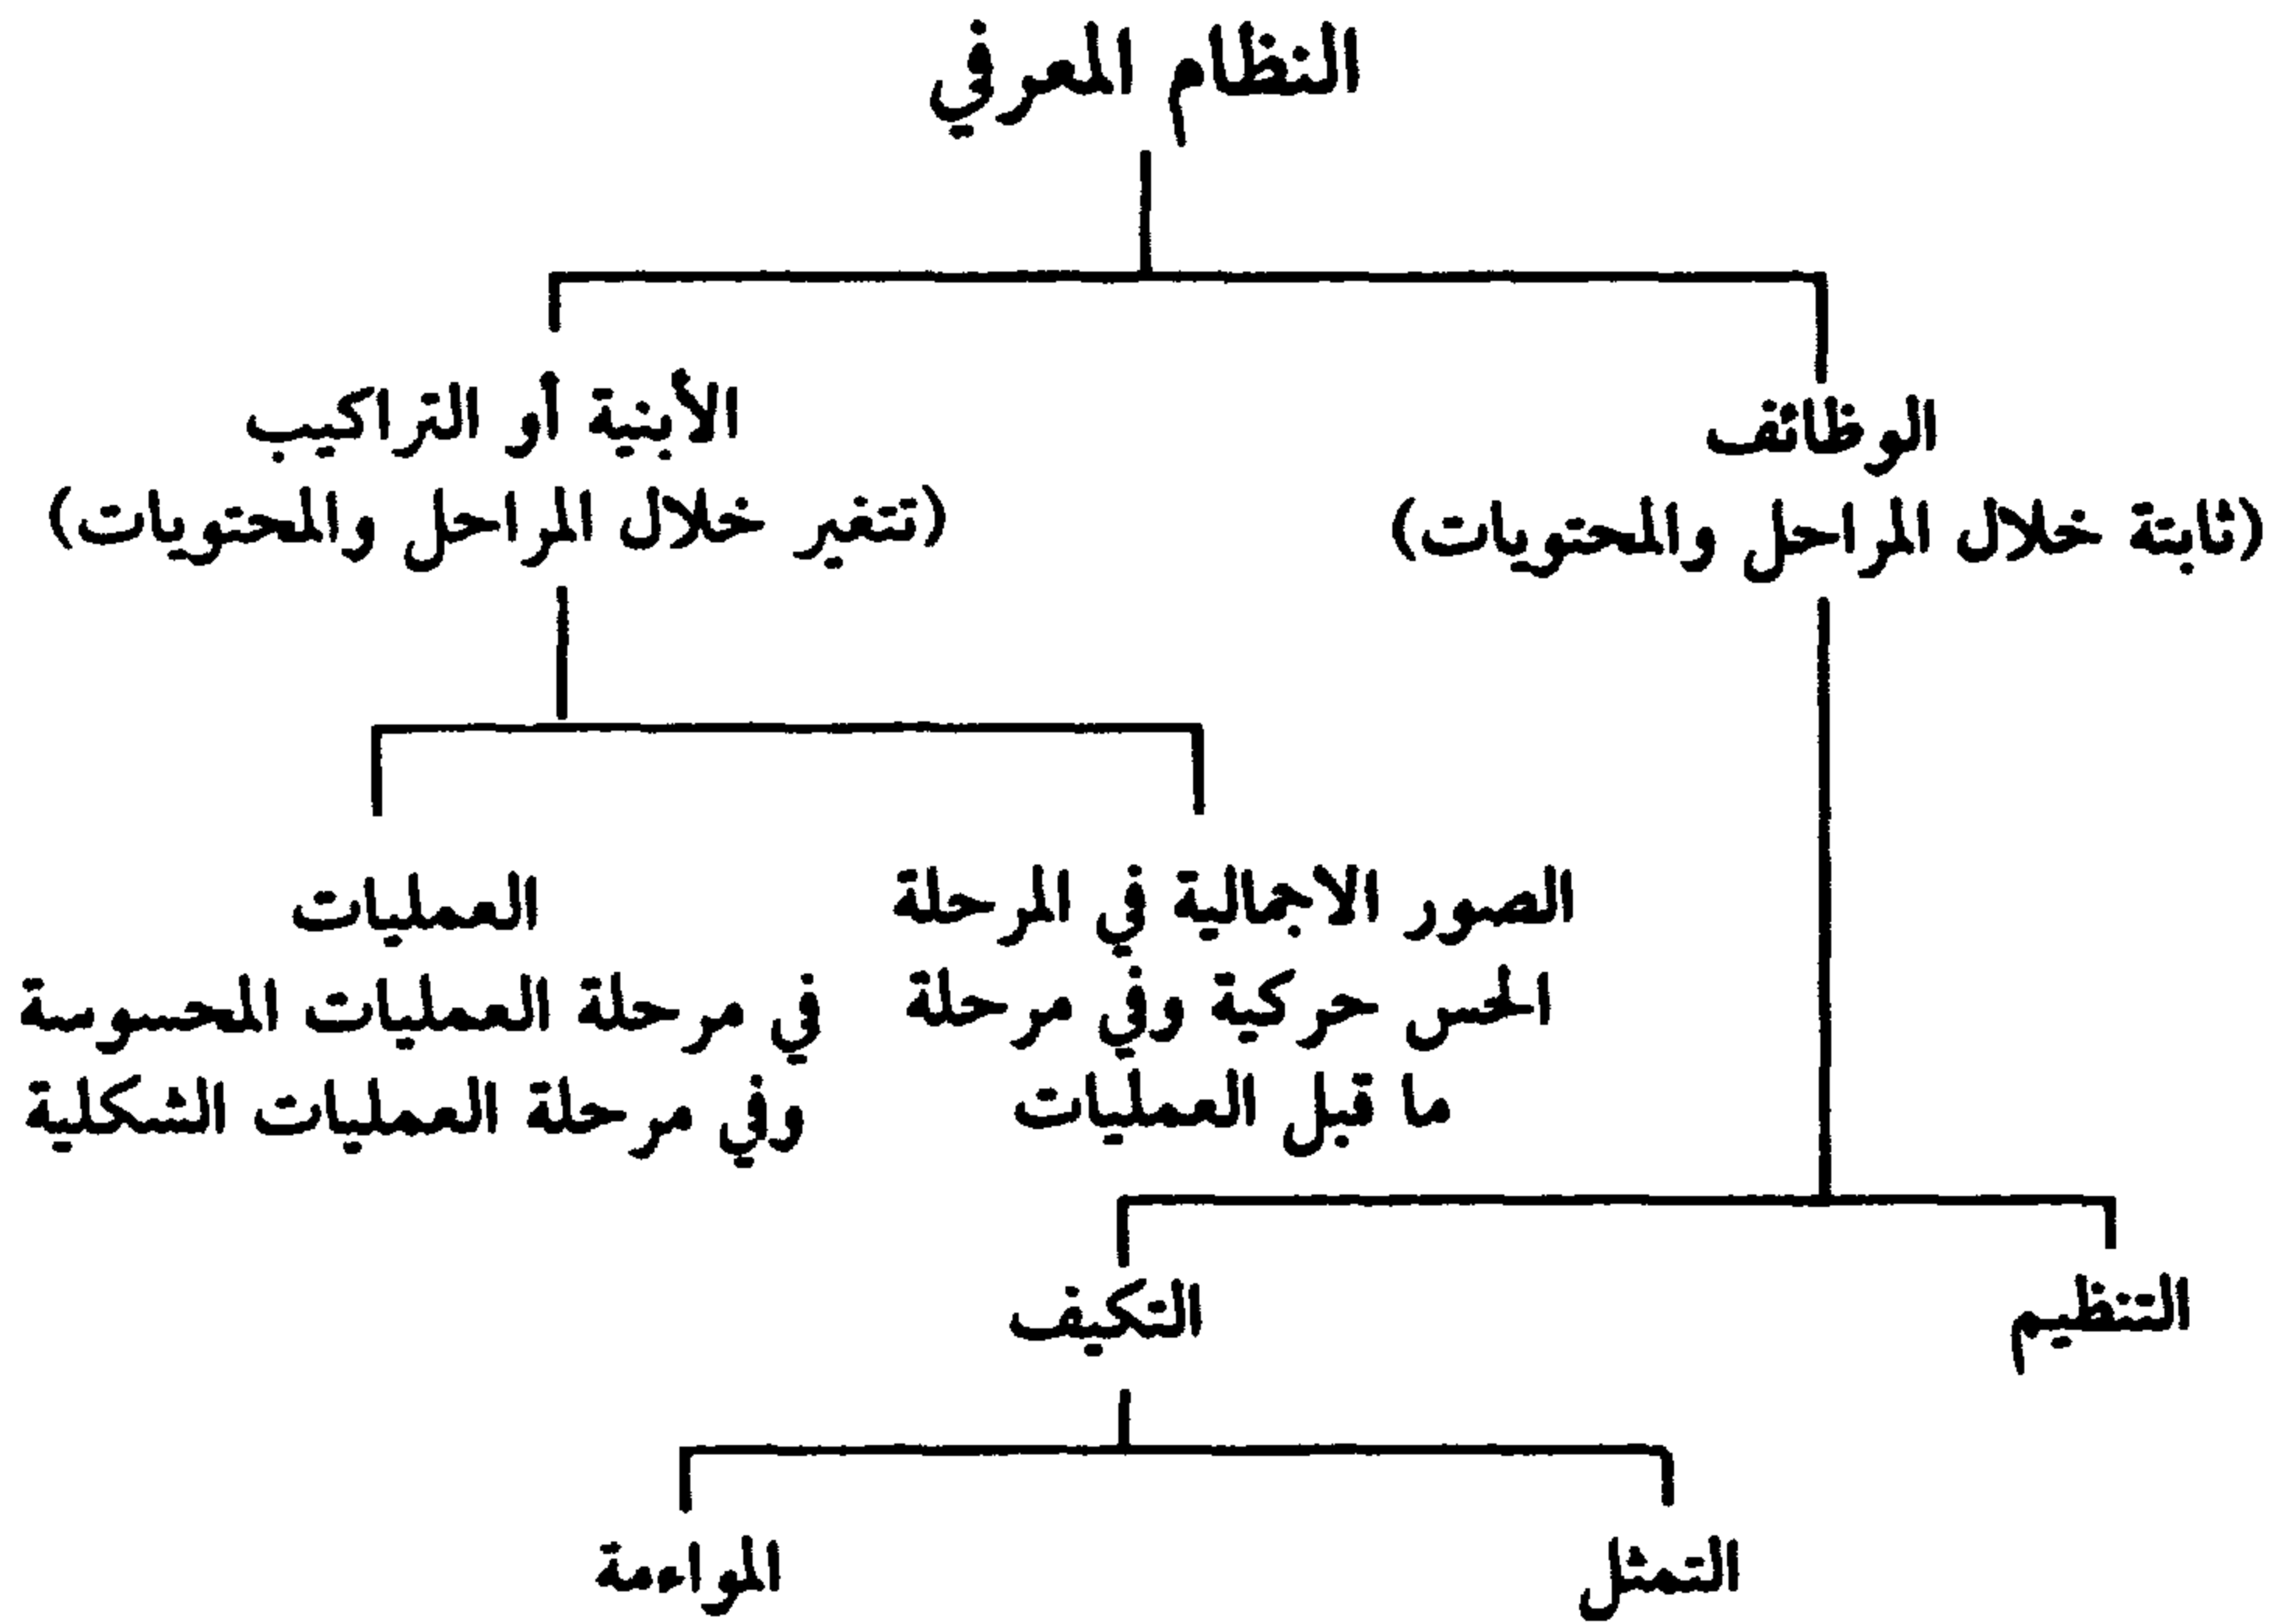 النظام المعرفي
الوظائف
(ثابتة خلال المراحل والمحتويات)
الأبنية أو التراكيب
(تتغير خلال المراحل والمحتويات)
الصور الاجمالية في المرحلة
الحس حركية وفي مرحلة
ما قبل العمليات
العمليات
في مرحلة العمليات المحسوسة
وفي مرحلة العمليات الشكلية
التنظيم
التكيف
التمثل
المواءمة